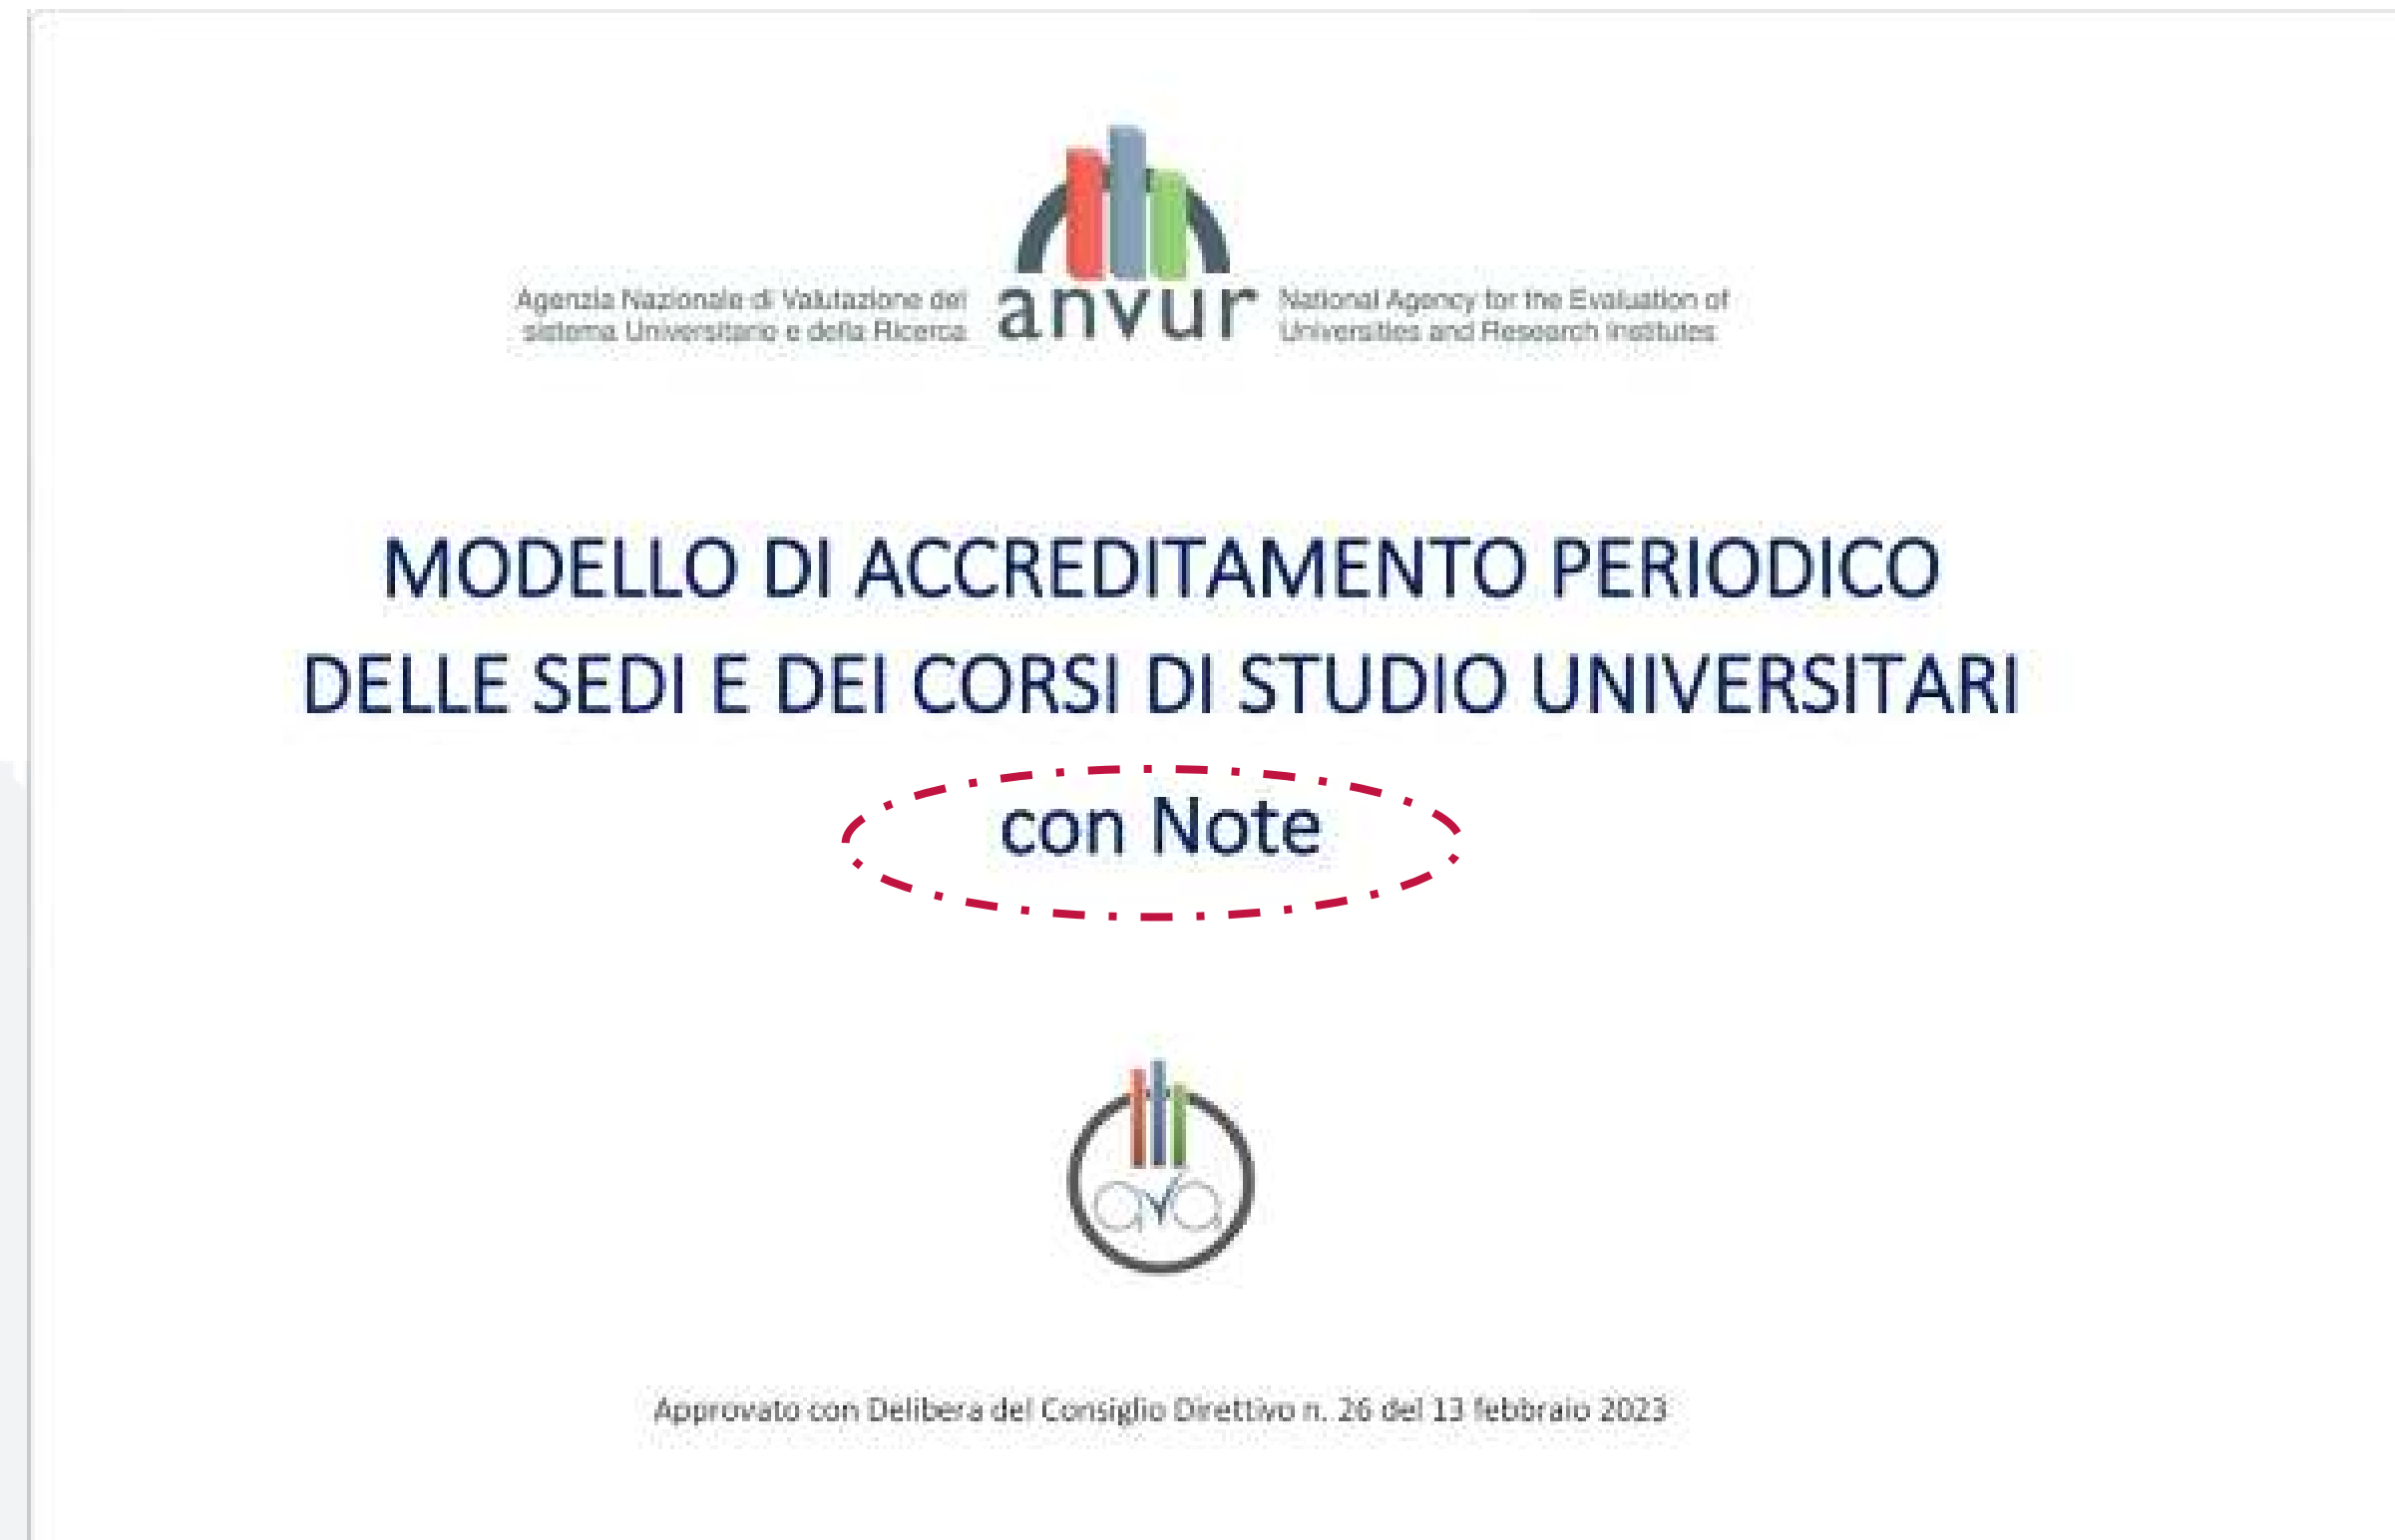 Agenzia Nazionale di Valutazione del
sistema Universitario e della Ricerca
anvur
National Agency for the Evaluation of
Universities and Research Institutes
MODELLO DI ACCREDITAMENTO PERIODICO
DELLE SEDI E DEI CORSI DI STUDIO UNIVERSITARI
con Note
ava
Approvato con Delibera del Consiglio Direttivo n. 26 del 13 febbraio 2023